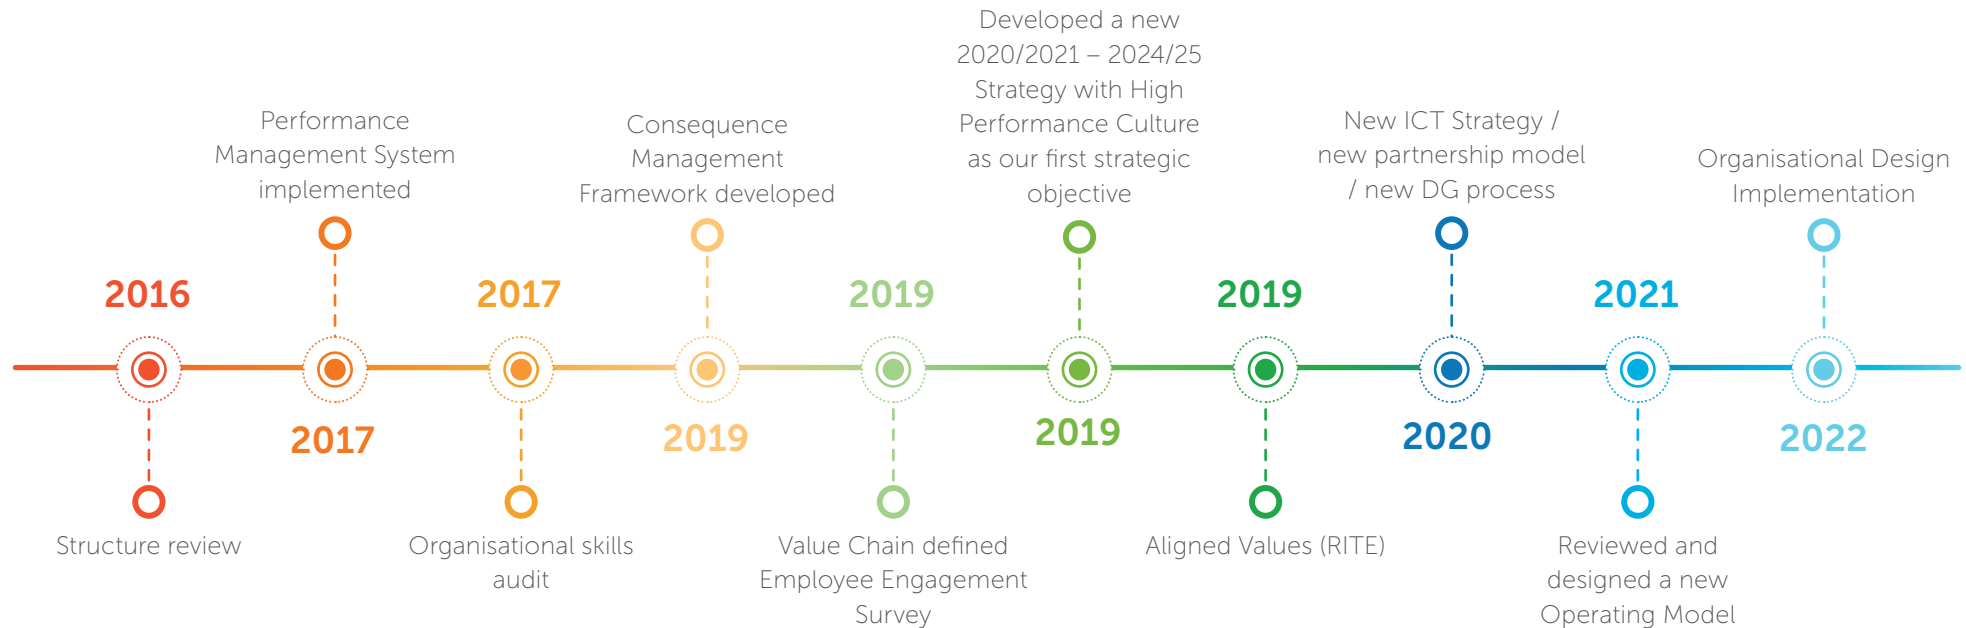 2016
Structure review
Performance
Management System
implemented
2017
2017
Organisational skills
audit
Consequence
Management
Framework developed
2019
2019
Value Chain defined
Employee Engagement
Survey
Developed a new
2020/2021 – 2024/25
Strategy with High
Performance Culture
as our first strategic
objective
2019
2019
Aligned Values (RITE)
New ICT Strategy /
new partnership model
/ new DG process
2020
2021
Reviewed and
designed a new
Operating Model
Organisational Design
Implementation
2022